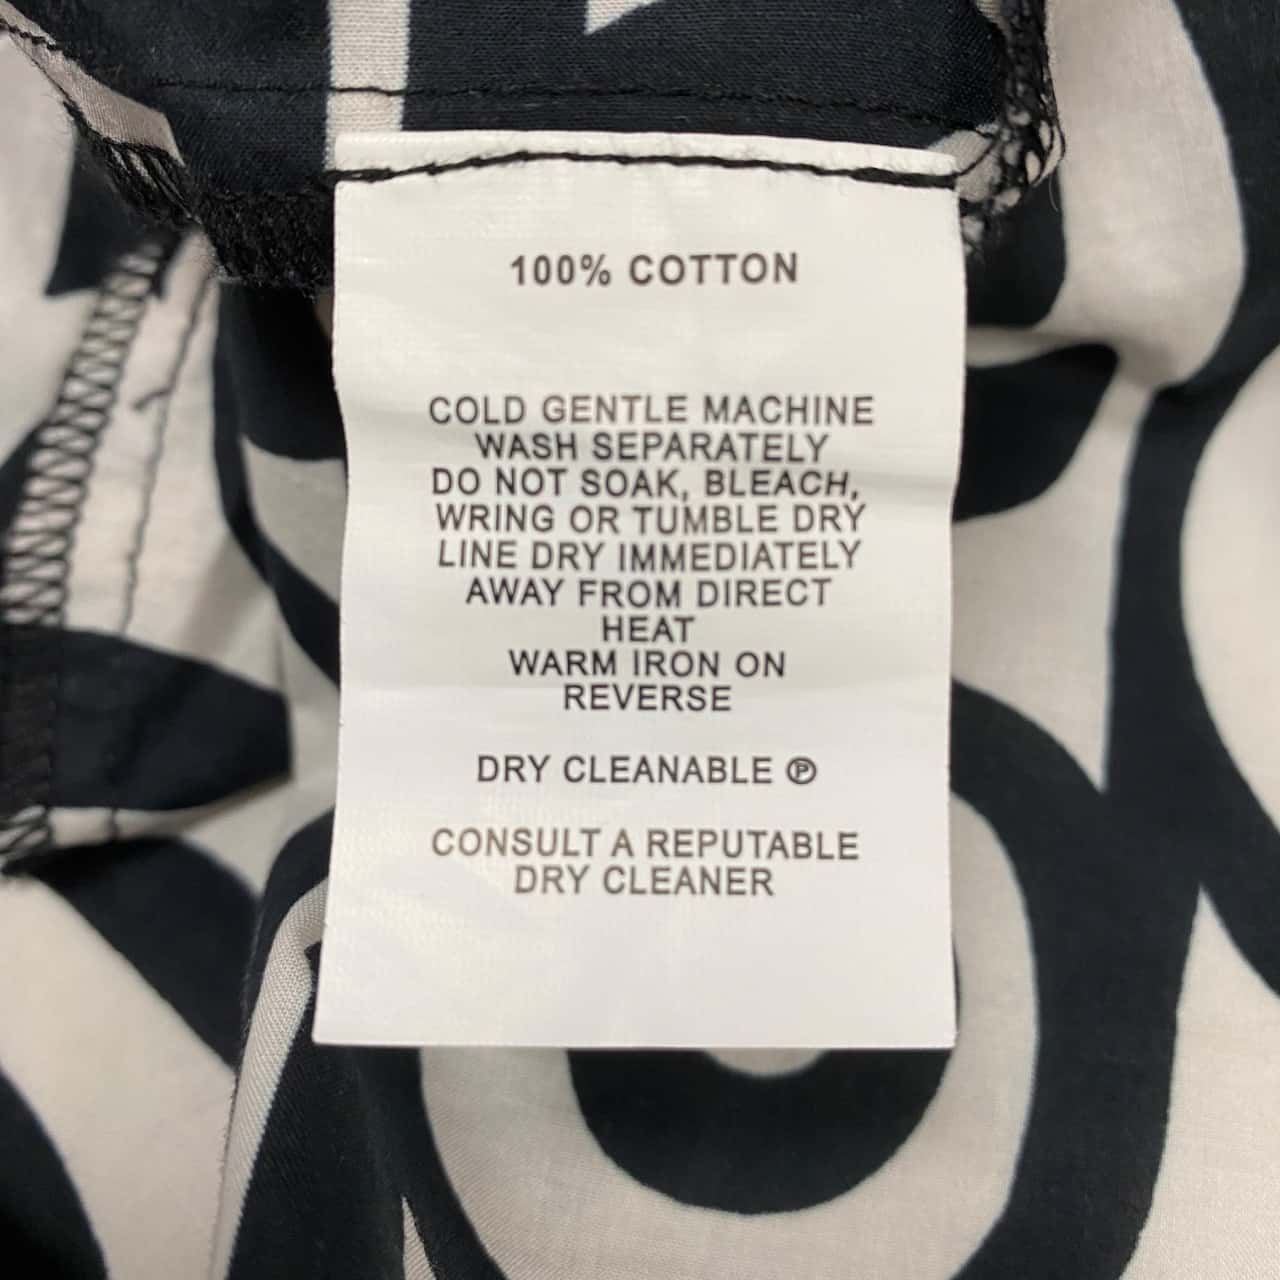 100% COTTON
COLD GENTLE MACHINE
WASH SEPARATELY
DO NOT SOAK, BLEACH,
WRING OR TUMBLE DRY
LINE DRY IMMEDIATELY
AWAY FROM DIRECT
HEAT
WARM IRON ON
REVERSE
DRY CLEANABLE Ⓟ
CONSULT A REPUTABLE
DRY CLEANER